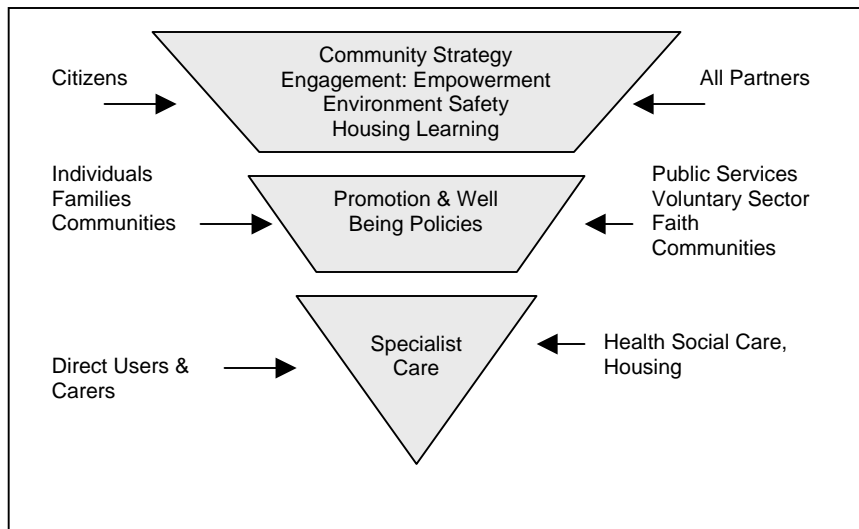 Community Strategy
Engagement: Empowerment
Environment Safety
Housing Learning
Citizens
All Partners
Individuals
Families
Communities
Promotion & Well
Being Policies
Public Services
Voluntary Sector
Faith
Communities
Direct Users &
Carers
Specialist
Care
Health Social Care,
Housing